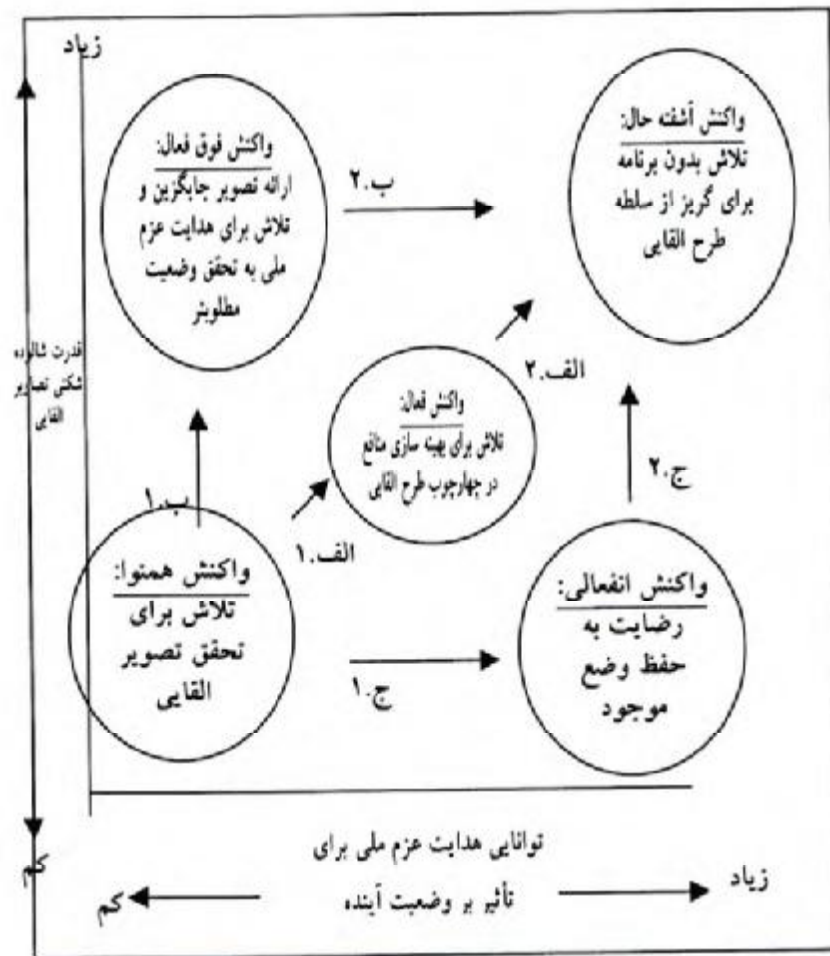 زیاد
واکنش آشفته حال:
تلاش بدون برنامه
برای گریز از سلطه
طرح القایی
واکنش فوق فعال:
ارائه تصویر جایگزین و
تلاش برای هدایت عزم
ملی به تحقق وضعیت
مطلوبتر
ب.۲
الف.۲
قدرت شالوده
شکنی تصاویر
القایی
واکنش فعال:
تلاش برای بهینه سازی منافع
در چهارچوب طرح القایی
ج.۲
ب.۱
الف.۱
واکنش انفعالی:
رضایت به
حفظ وضع
موجود
واکنش همنوا:
تلاش برای
تحقق تصویر
القایی
ج.۱
کم
توانایی هدایت عزم ملی برای
تأثیر بر وضعیت آینده
زیاد
کم